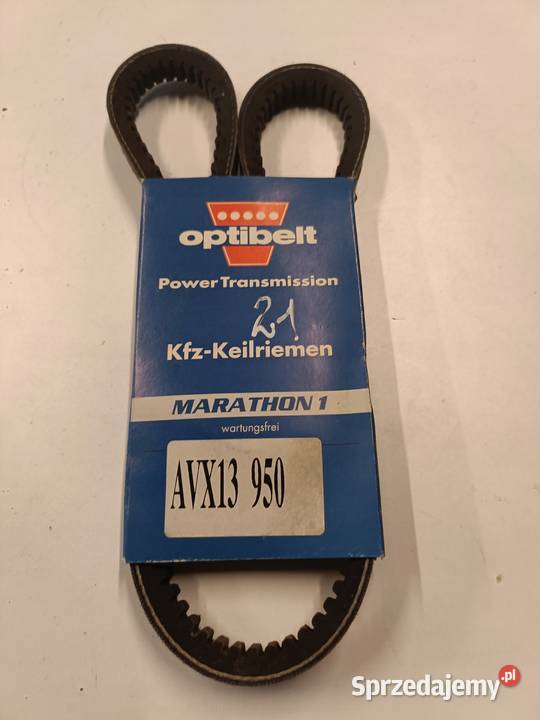 optibelt
Power Transmission
21
Kfz-Keilriemen
MARATHON 1
wartungsfrei
AVX13 950
Sprzedajemy.pl